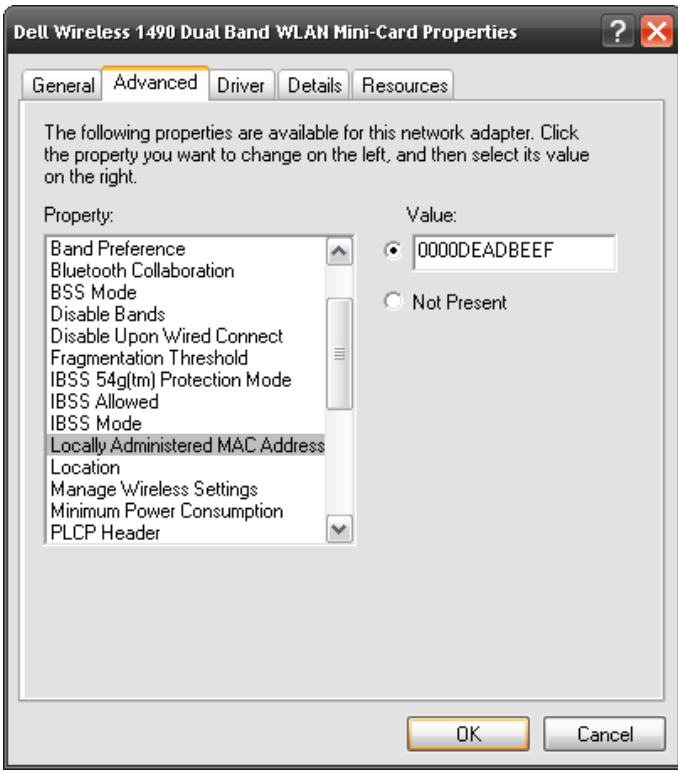 Dell Wireless 1490 Dual Band WLAN Mini-Card Properties
General Advanced Driver Details Resources
The following properties are available for this network adapter. Click
the property you want to change on the left, and then select its value
on the right.
Property:
Band Preference
Bluetooth Collaboration
BSS Mode
Disable Bands
Disable Upon Wired Connect
Fragmentation Threshold
IBSS 54g(tm) Protection Mode
IBSS Allowed
IBSS Mode
Locally Administered MAC Address
Location
Manage Wireless Settings
Minimum Power Consumption
PLCP Header
Value:
0000DEADBEEF
Not Present
OK Cancel